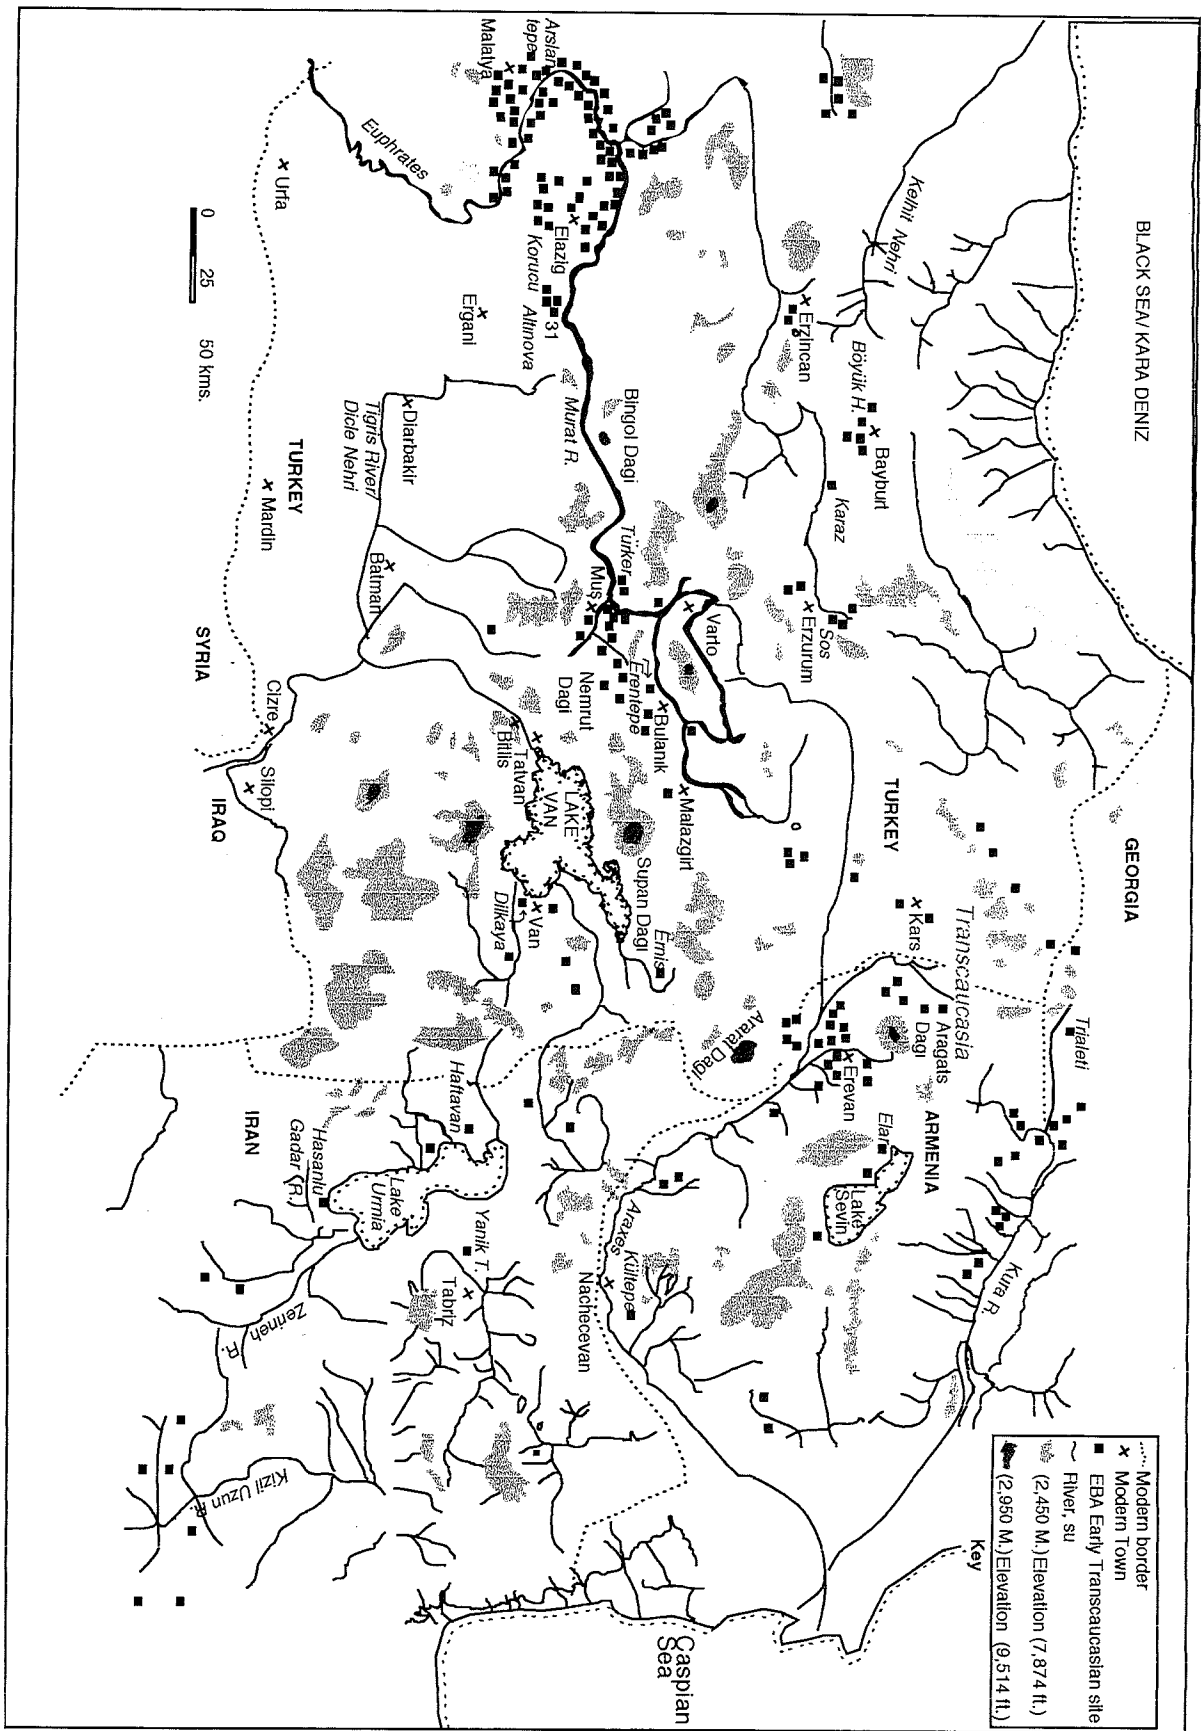 BLACK SEA/ KARA DENIZ
GEORGIA
Key
Modern border
Modern Town
EBA Early Transcaucasian site
River, su
(2,450 M.) Elevation (7,874 ft.)
(2,950 M.) Elevation (9,514 ft.)
Kelhit Nehri
Böyük H.
Bayburt
Erzincan
Karaz
Sos
Erzurum
TURKEY
Kars
Transcaucasia
Trialeti
Aragats
Dagi
Erevan
ARMENIA
Elar
Lake
Sevin
Kura R.
Ararat Dagi
Araxes
Kültepe
Nachecevan
Caspian
Sea
Arslan
tepe
Malatya
Euphrates
Elazig
Korucu
Altınova
31
Ergani
Bingol Dagi
Murat R.
Türker
Muş
Varto
Erentepe
Bulanik
Nemrut
Dagi
Malazgirt
Supan Dagi
Ernis
LAKE
VAN
Tatvan
Bitlis
Van
Dilkaya
Urfa
0
25
50 kms.
Diarbakir
Tigris River/
Dicle Nehri
Batman
TURKEY
Mardin
SYRIA
Cizre
Silopi
IRAQ
Haftavan
IRAN
Hasanlu
Gadar (R.)
Lake
Urmia
Yanik T.
Tabriz
Zerineh
R.
Kizil Uzun R.